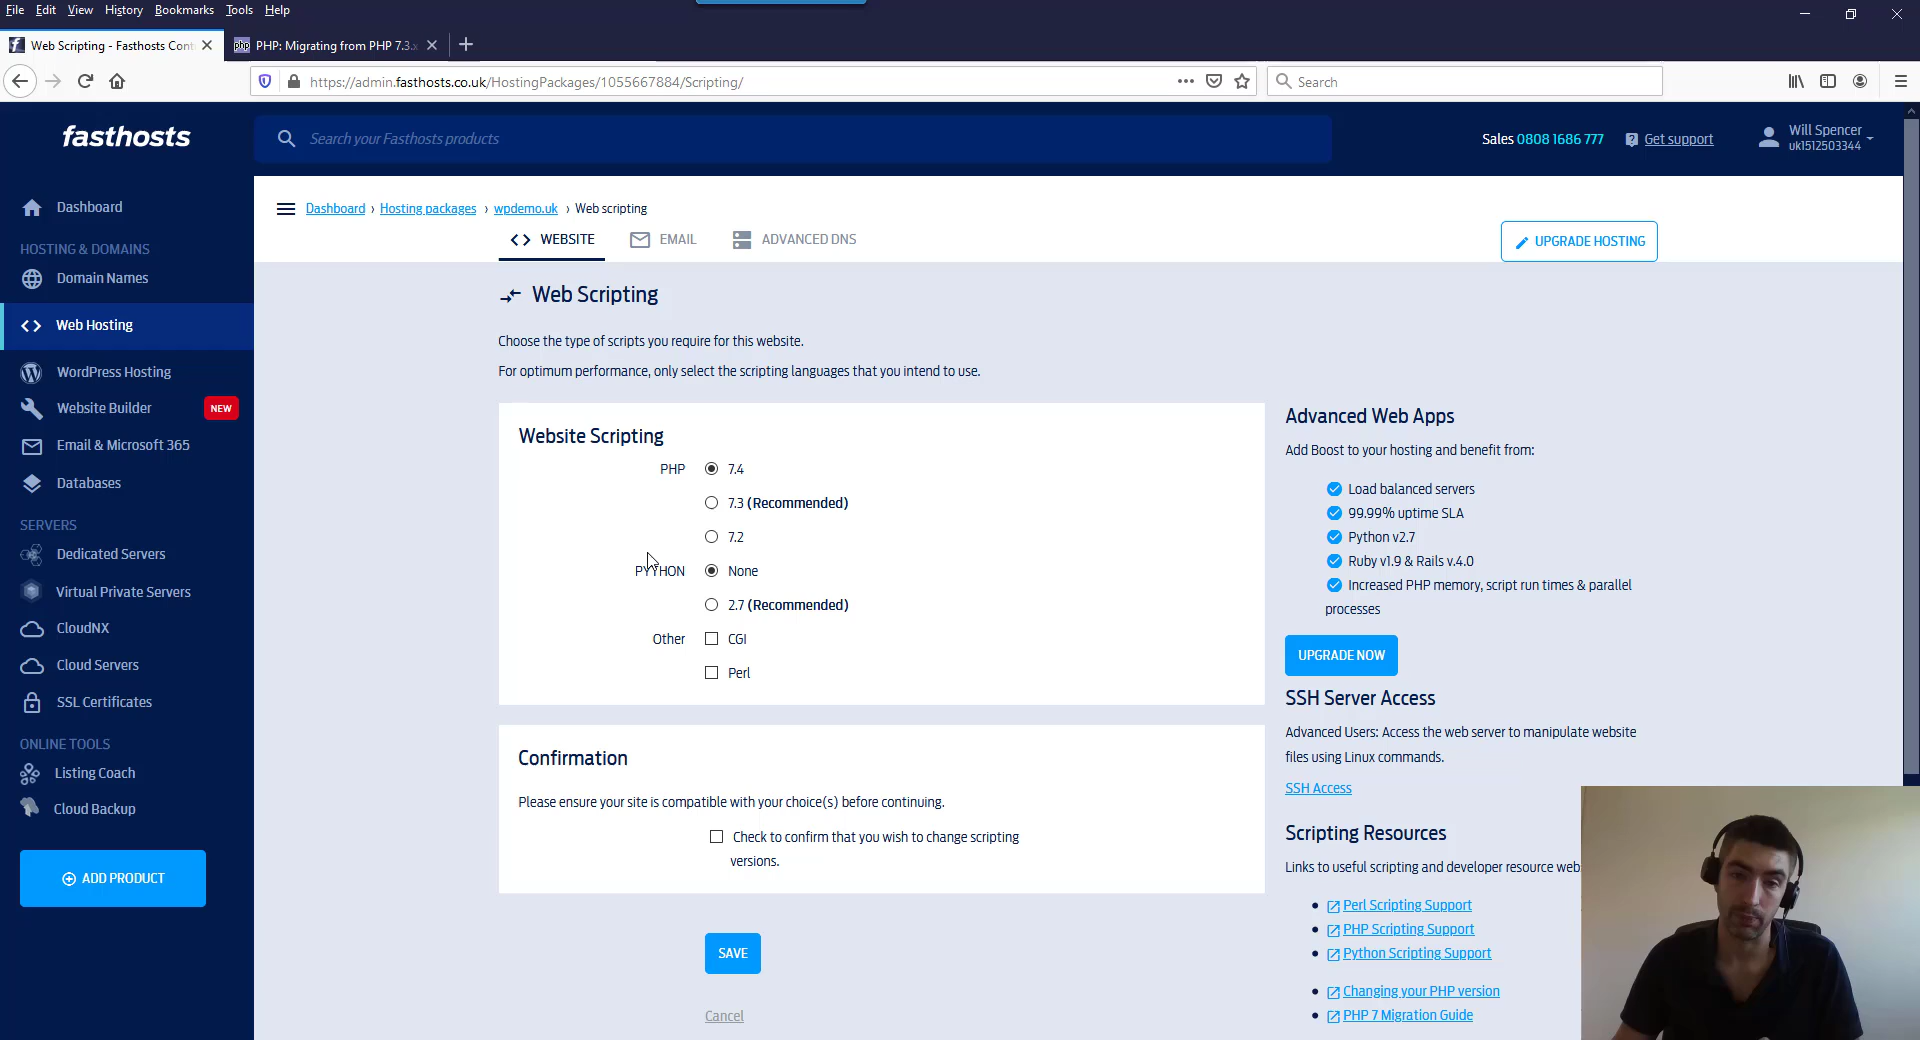 File Edit View History Bookmarks Tools Help
Web Scripting - Fasthosts Cont
php PHP: Migrating from PHP 7.3.x
https://admin.fasthosts.co.uk/HostingPackages/1055667884/Scripting/
Search
fasthosts
Search your Fasthosts products
Sales 0808 1686 777
Get support
Will Spencer
uk1512503344
Dashboard
HOSTING & DOMAINS
Domain Names
Web Hosting
WordPress Hosting
Website Builder NEW
Email & Microsoft 365
Databases
SERVERS
Dedicated Servers
Virtual Private Servers
CloudNX
Cloud Servers
SSL Certificates
ONLINE TOOLS
Listing Coach
Cloud Backup
ADD PRODUCT
Dashboard › Hosting packages › wpdemo.uk › Web scripting
WEBSITE EMAIL ADVANCED DNS
UPGRADE HOSTING
Web Scripting
Choose the type of scripts you require for this website.
For optimum performance, only select the scripting languages that you intend to use.
Website Scripting
PHP 7.4
7.3 (Recommended)
7.2
PYTHON None
2.7 (Recommended)
Other CGI
Perl
Confirmation
Please ensure your site is compatible with your choice(s) before continuing.
Check to confirm that you wish to change scripting
versions.
SAVE
Cancel
Advanced Web Apps
Add Boost to your hosting and benefit from:
Load balanced servers
99.99% uptime SLA
Python v2.7
Ruby v1.9 & Rails v.4.0
Increased PHP memory, script run times & parallel
processes
UPGRADE NOW
SSH Server Access
Advanced Users: Access the web server to manipulate website
files using Linux commands.
SSH Access
Scripting Resources
Links to useful scripting and developer resource web
Perl Scripting Support
PHP Scripting Support
Python Scripting Support
Changing your PHP version
PHP 7 Migration Guide